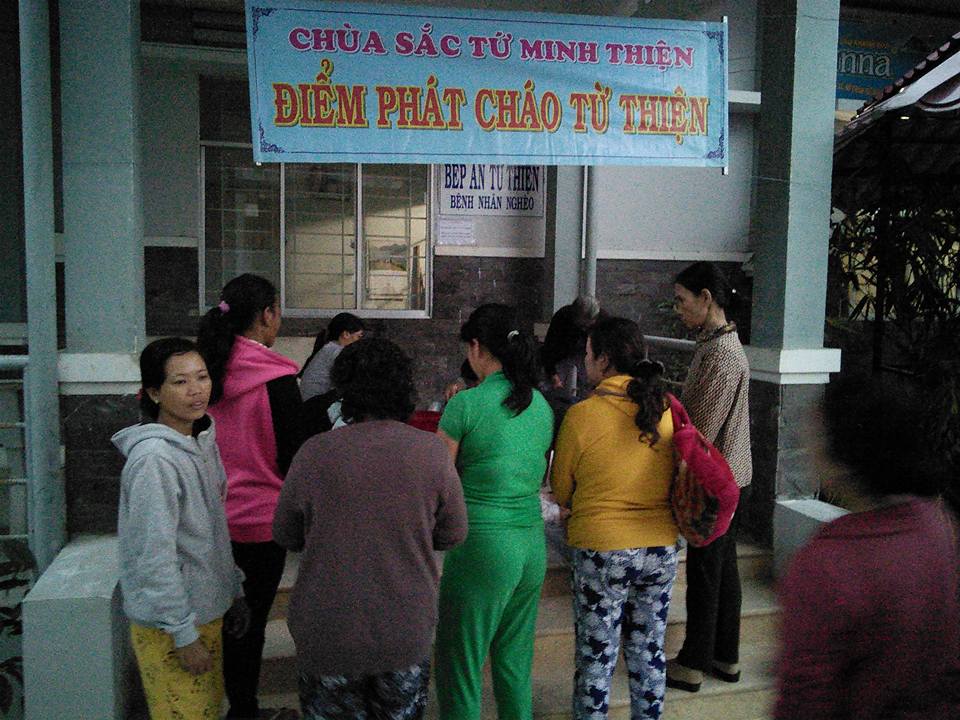 CHÙA SẮC TỨ MINH THIỆN
ĐIỂM PHÁT CHÁO TỪ THIỆN
BẾP ĂN TỪ THIỆN
BỆNH NHÂN NGHÈO
nna